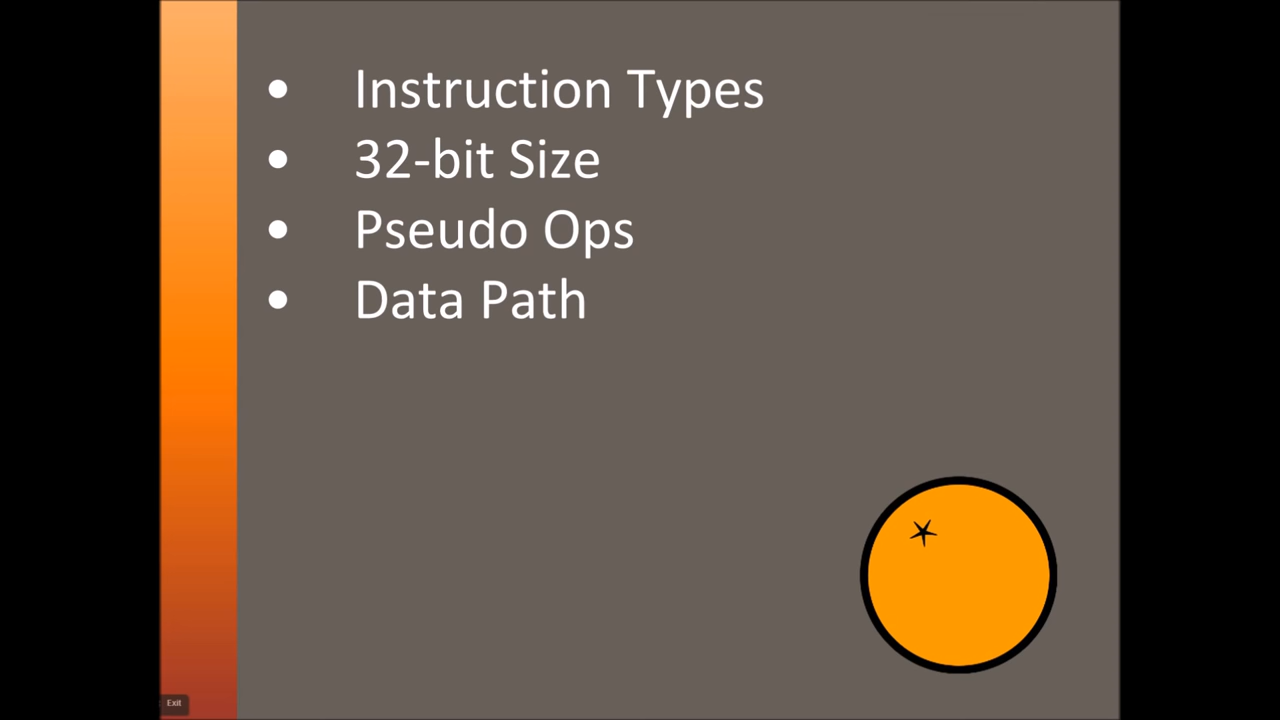 • Instruction Types
• 32-bit Size
• Pseudo Ops
• Data Path
Exit